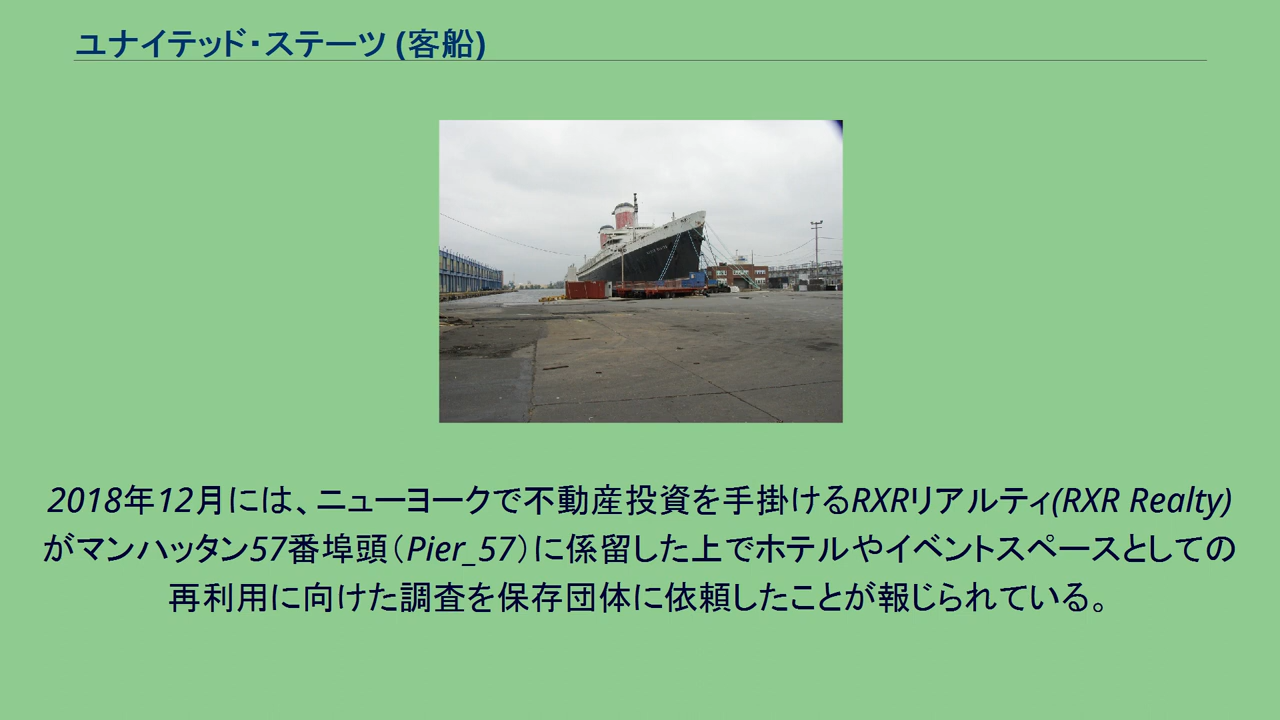 ユナイテッド・ステーツ (客船)
2018年12月には、ニューヨークで不動産投資を手掛けるRXRリアルティ(RXR Realty)
がマンハッタン57番埠頭（Pier_57）に係留した上でホテルやイベントスペースとしての
再利用に向けた調査を保存団体に依頼したことが報じられている。